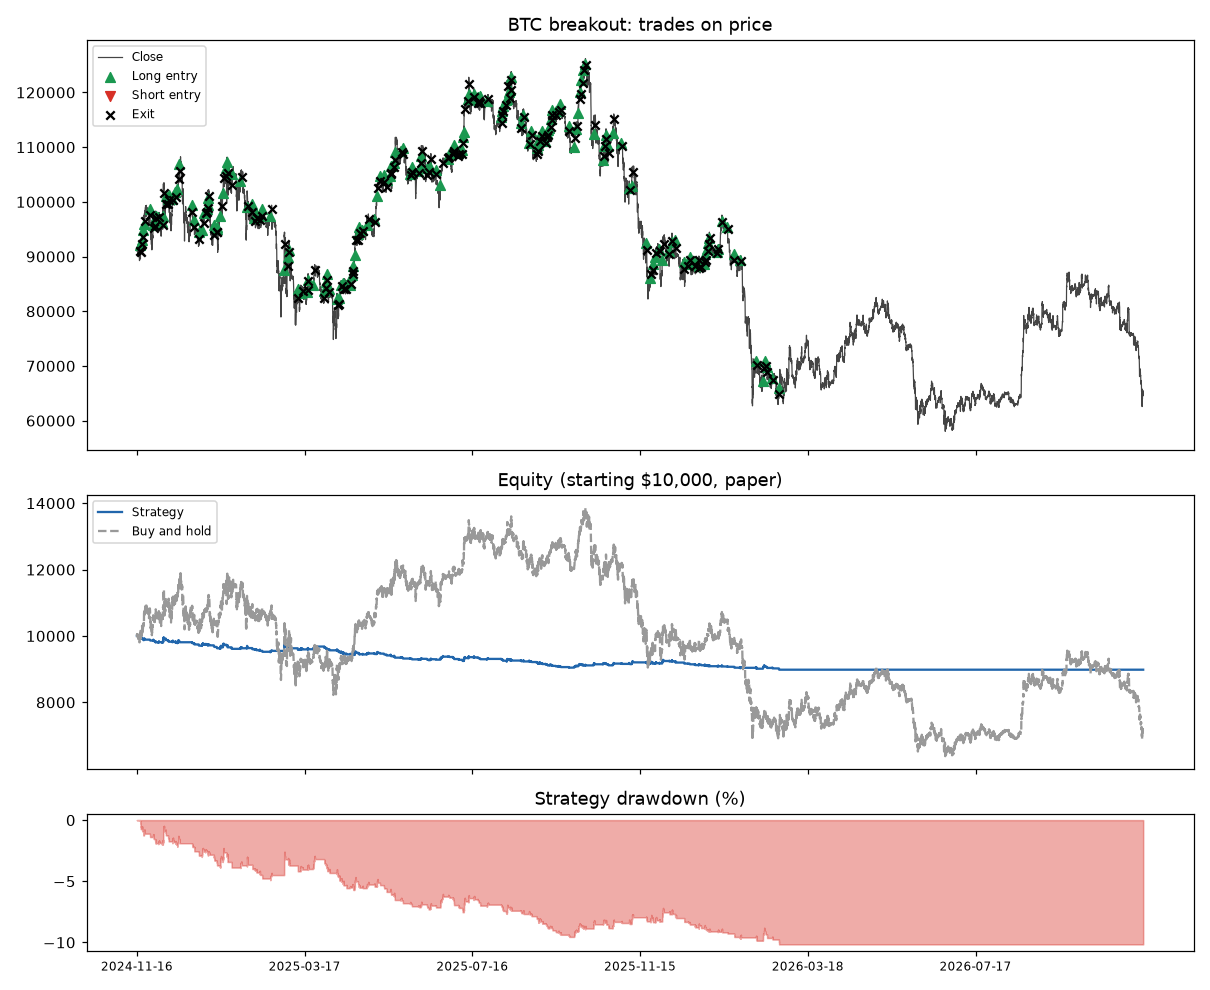 BTC breakout: trades on price
Close
Long entry
Short entry
Exit
120000
110000
100000
90000
80000
70000
60000
Equity (starting $10,000, paper)
Strategy
Buy and hold
14000
12000
10000
8000
Strategy drawdown (%)
0
−5
−10
2024-11-16
2025-03-17
2025-07-16
2025-11-15
2026-03-18
2026-07-17